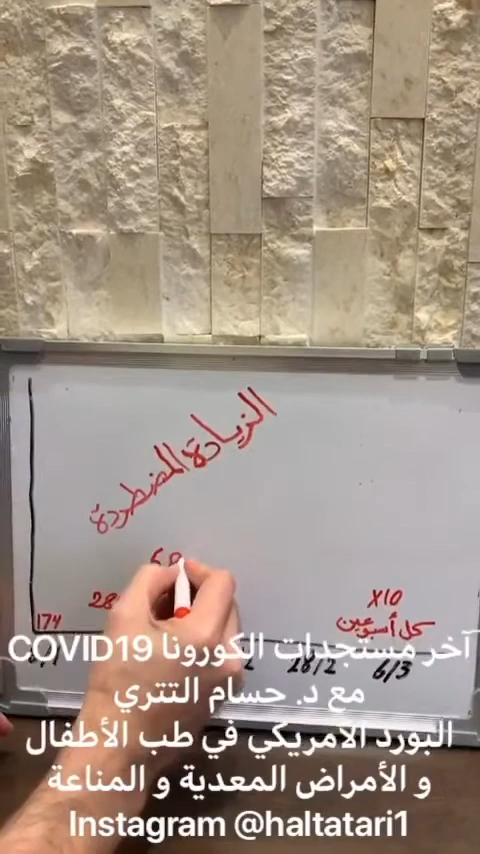 الزيادة المضطردة
X10
كل أسبوعين
174
28/2
6/3
آخر مستجدات الكورونا COVID19
مع د. حسام التتري
البورد الأمريكي في طب الأطفال
و الأمراض المعدية و المناعة
Instagram @haltatari1